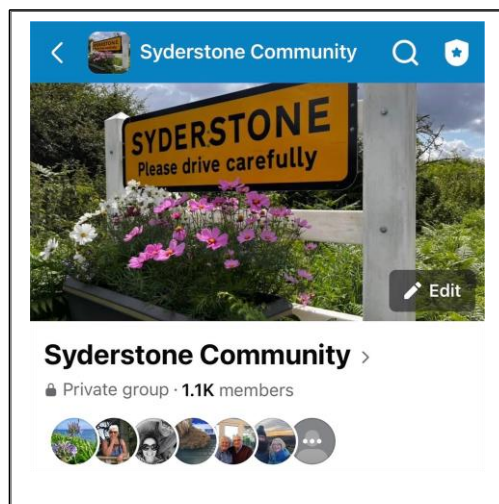 Syderstone Community
SYDERSTONE
Please drive carefully
Edit
Syderstone Community
Private group · 1.1K members